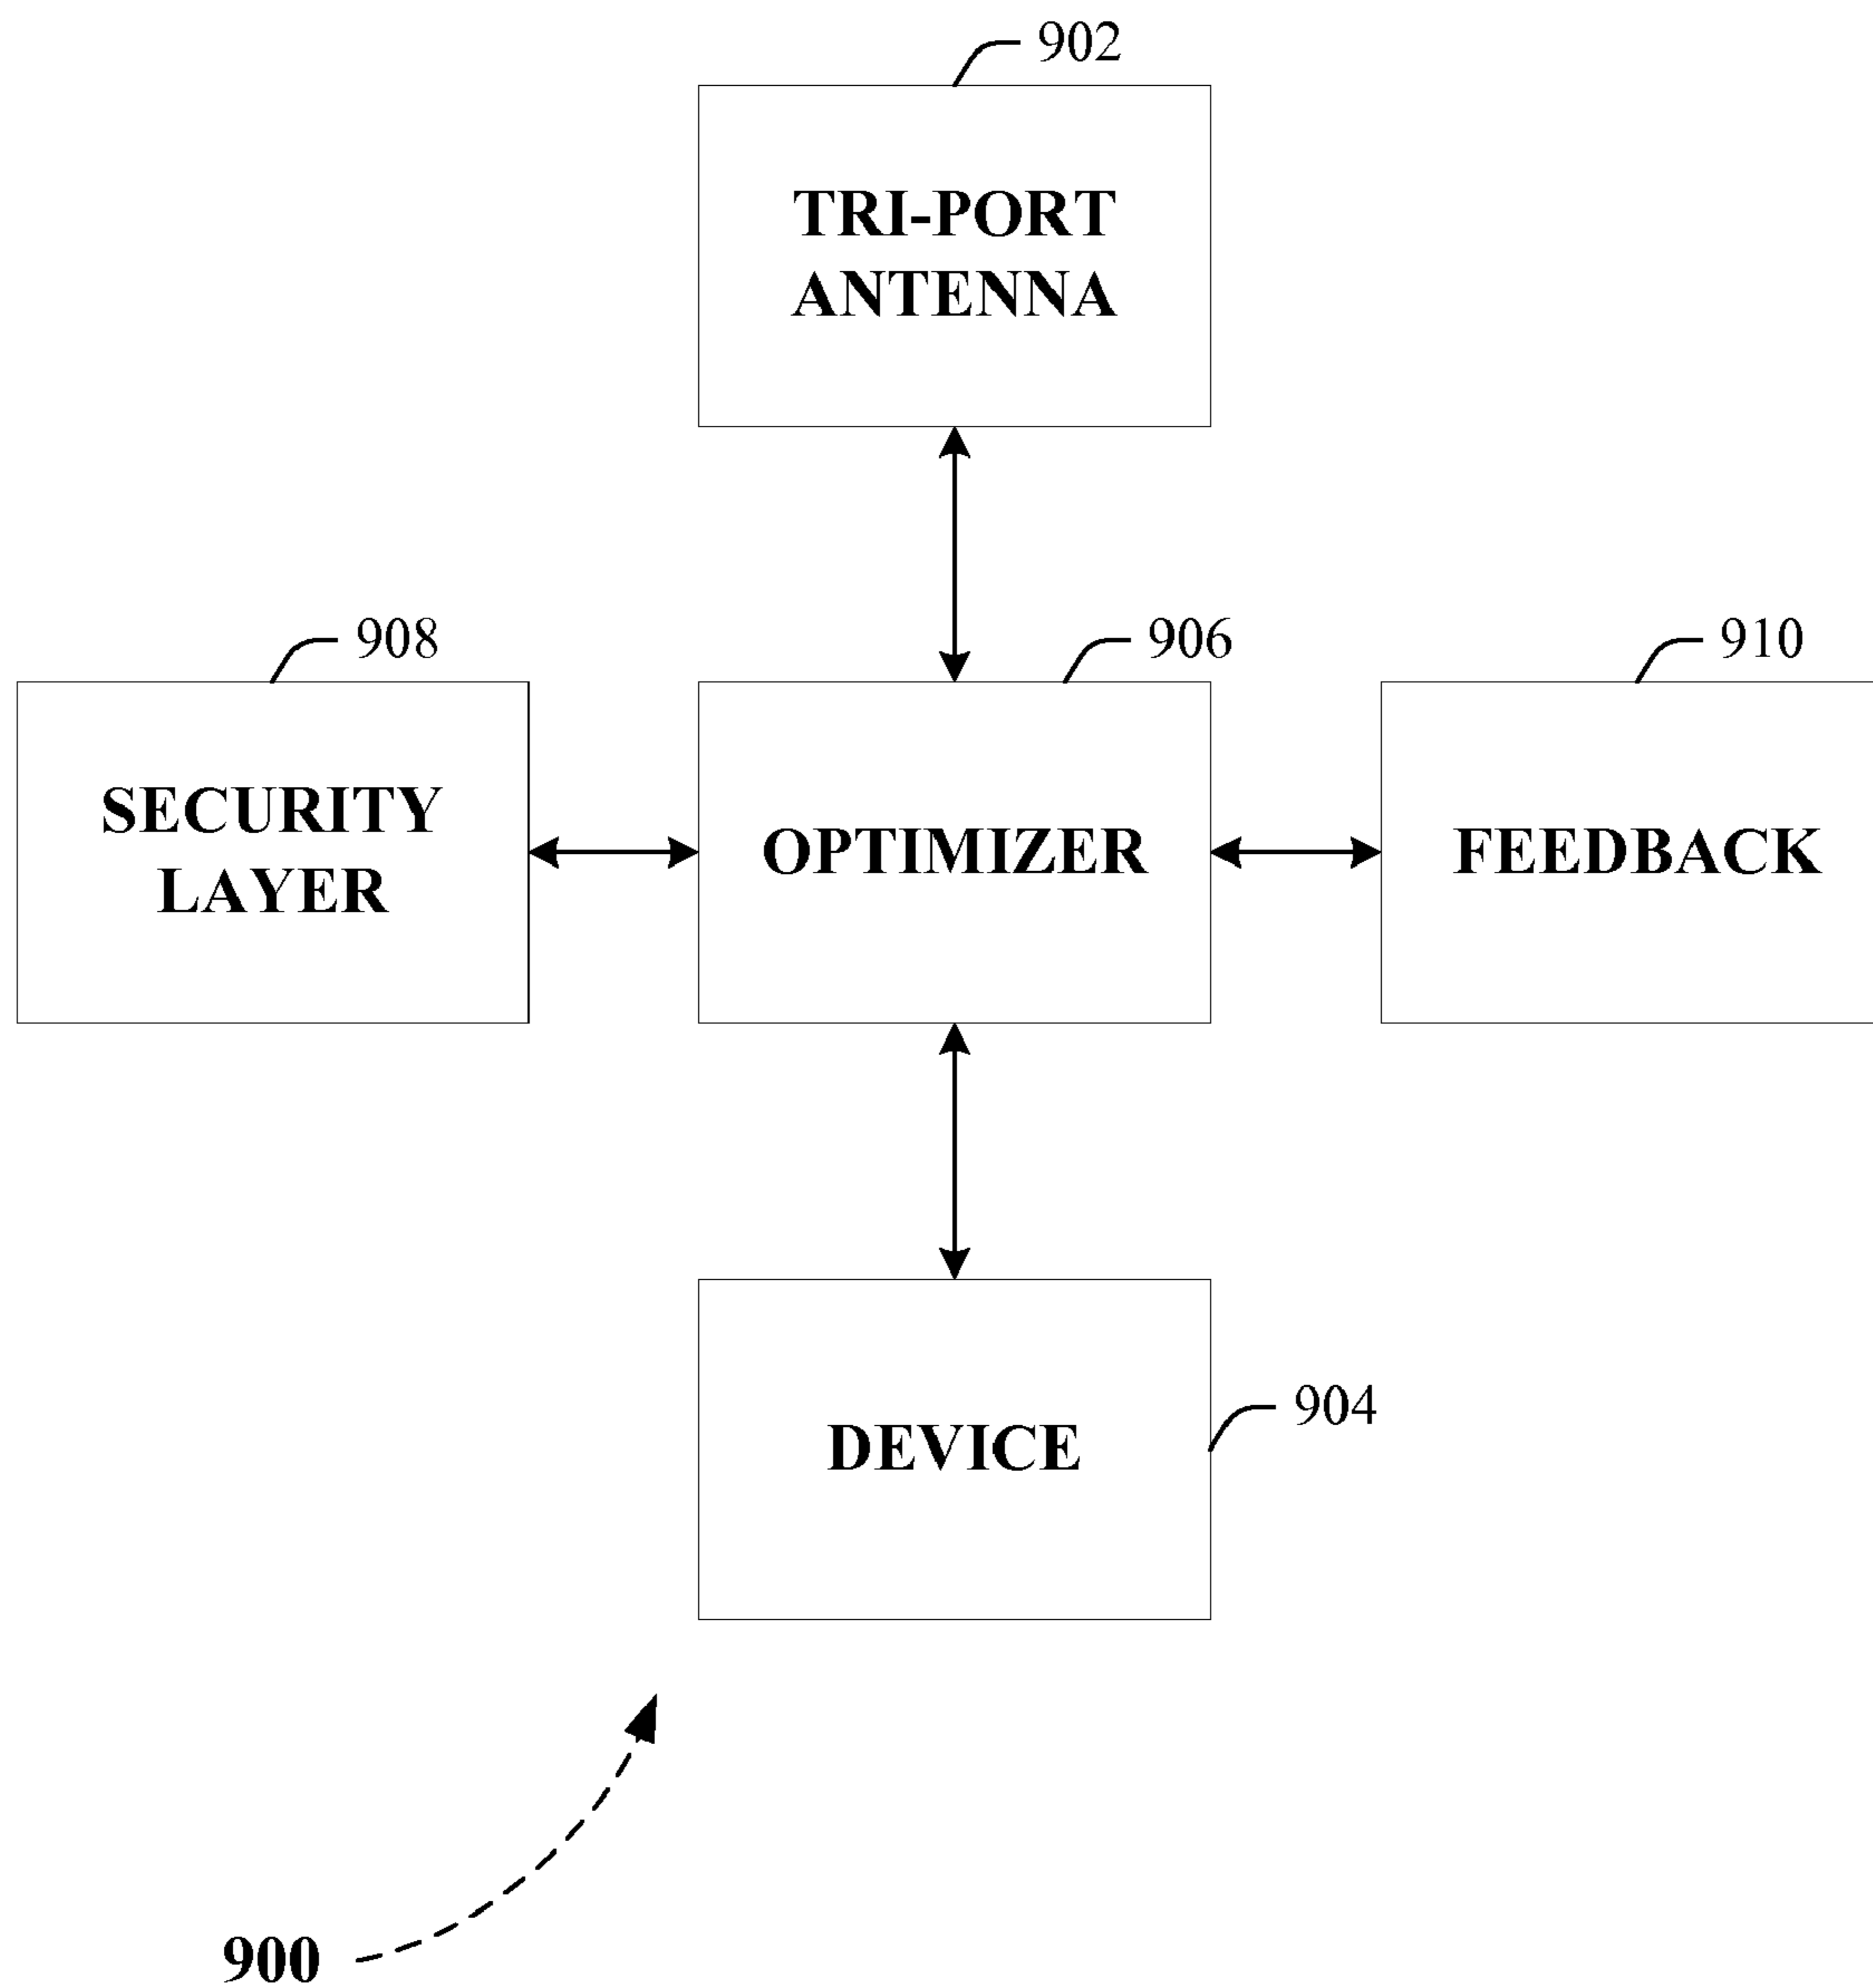 902
TRI-PORT
ANTENNA
908
906
910
SECURITY
LAYER
OPTIMIZER
FEEDBACK
904
DEVICE
900